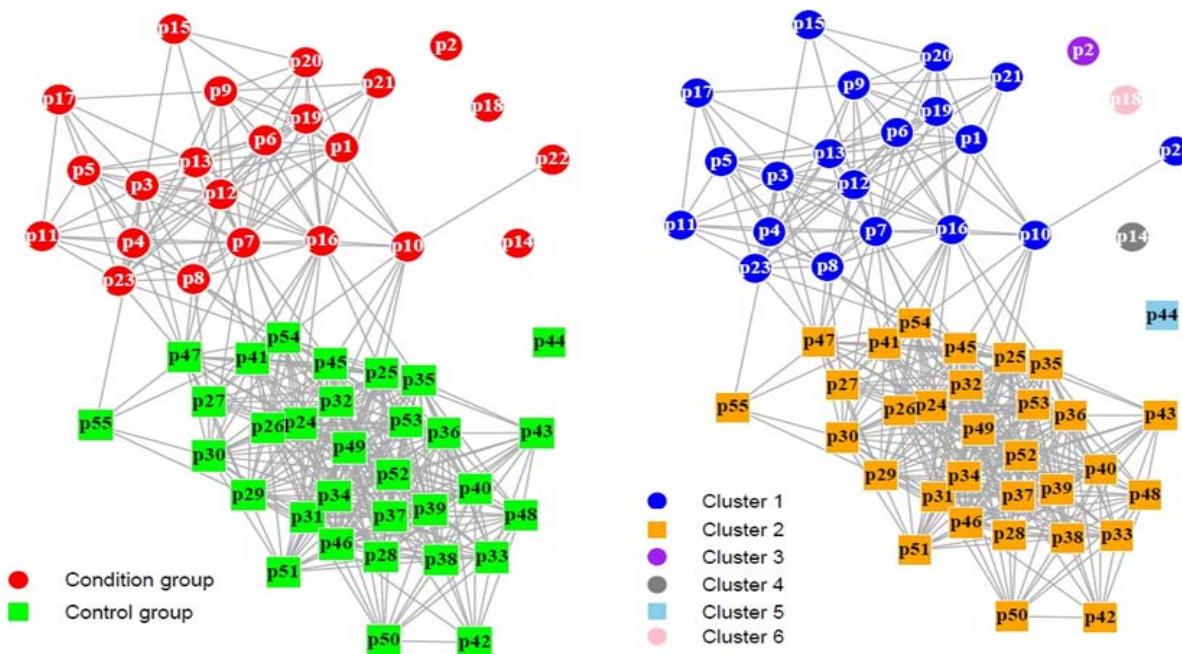 p15
p2
p20
p21
p9
p17
p18
p19
p6
p1
p13
p22
p5
p3
p12
p11
p4
p7
p16
p10
p14
p23
p8
p54
p44
p47
p41
p45
p25
p35
p27
p32
p53
p55
p26
p24
p36
p43
p49
p30
p52
p29
p34
p40
p31
p37
p39
p48
p46
p28
p38
p33
p51
p50
p42
Condition group
Control group
p15
p2
p20
p21
p9
p17
p18
p19
p6
p1
p13
p2
p5
p3
p12
p11
p4
p7
p16
p10
p14
p23
p8
p44
p54
p47
p41
p45
p25
p35
p27
p32
p53
p55
p26
p24
p36
p43
p49
p30
p52
p29
p34
p40
p31
p37
p39
p48
p46
p28
p38
p33
p51
p50
p42
Cluster 1
Cluster 2
Cluster 3
Cluster 4
Cluster 5
Cluster 6